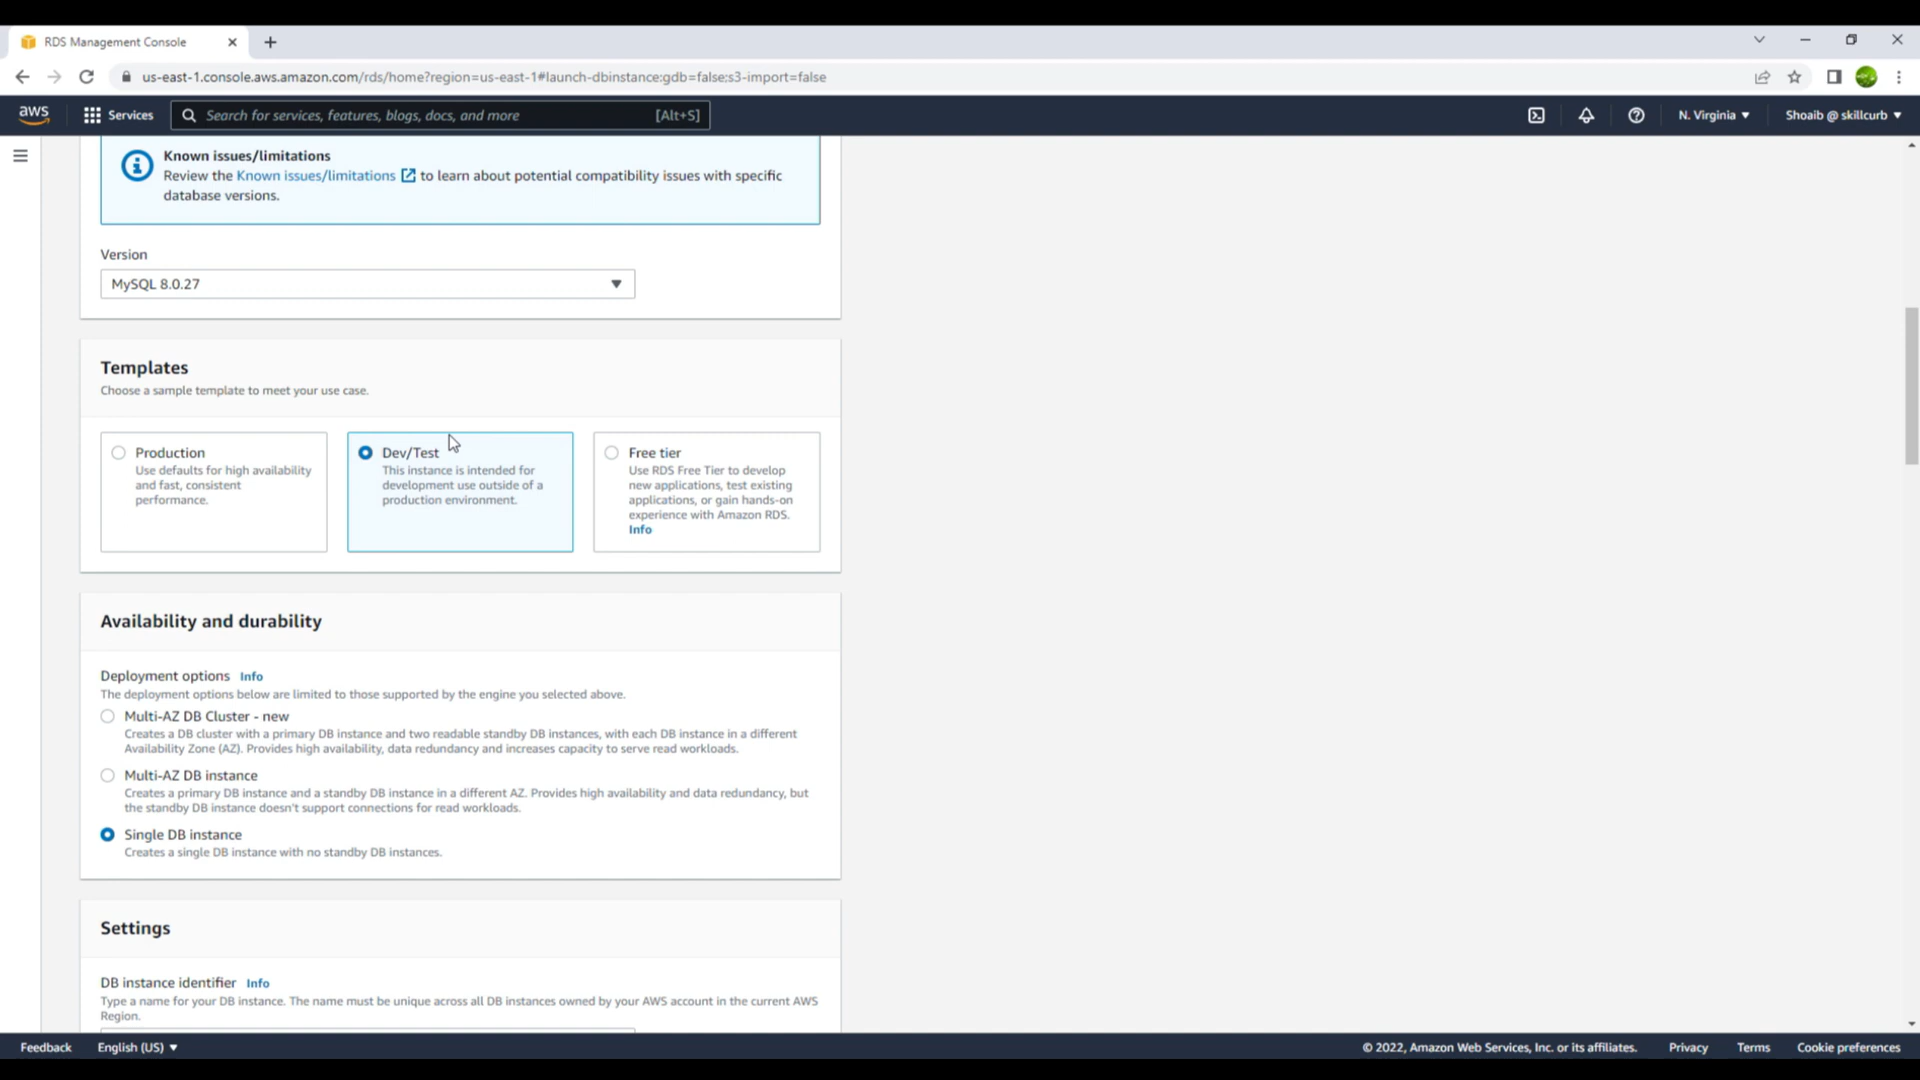 RDS Management Console
us-east-1.console.aws.amazon.com/rds/home?region=us-east-1#launch-dbinstance:gdb=false;s3-import=false
aws
Services
Search for services, features, blogs, docs, and more
[Alt+S]
N. Virginia
Shoaib @ skillcurb
Known issues/limitations
Review the Known issues/limitations to learn about potential compatibility issues with specific
database versions.
Version
MySQL 8.0.27
Templates
Choose a sample template to meet your use case.
Production
Use defaults for high availability
and fast, consistent
performance.
Dev/Test
This instance is intended for
development use outside of a
production environment.
Free tier
Use RDS Free Tier to develop
new applications, test existing
applications, or gain hands-on
experience with Amazon RDS.
Info
Availability and durability
Deployment options Info
The deployment options below are limited to those supported by the engine you selected above.
Multi-AZ DB Cluster - new
Creates a DB cluster with a primary DB instance and two readable standby DB instances, with each DB instance in a different
Availability Zone (AZ). Provides high availability, data redundancy and increases capacity to serve read workloads.
Multi-AZ DB instance
Creates a primary DB instance and a standby DB instance in a different AZ. Provides high availability and data redundancy, but
the standby DB instance doesn't support connections for read workloads.
Single DB instance
Creates a single DB instance with no standby DB instances.
Settings
DB instance identifier Info
Type a name for your DB instance. The name must be unique across all DB instances owned by your AWS account in the current AWS
Region.
Feedback
English (US)
© 2022, Amazon Web Services, Inc. or its affiliates.
Privacy
Terms
Cookie preferences